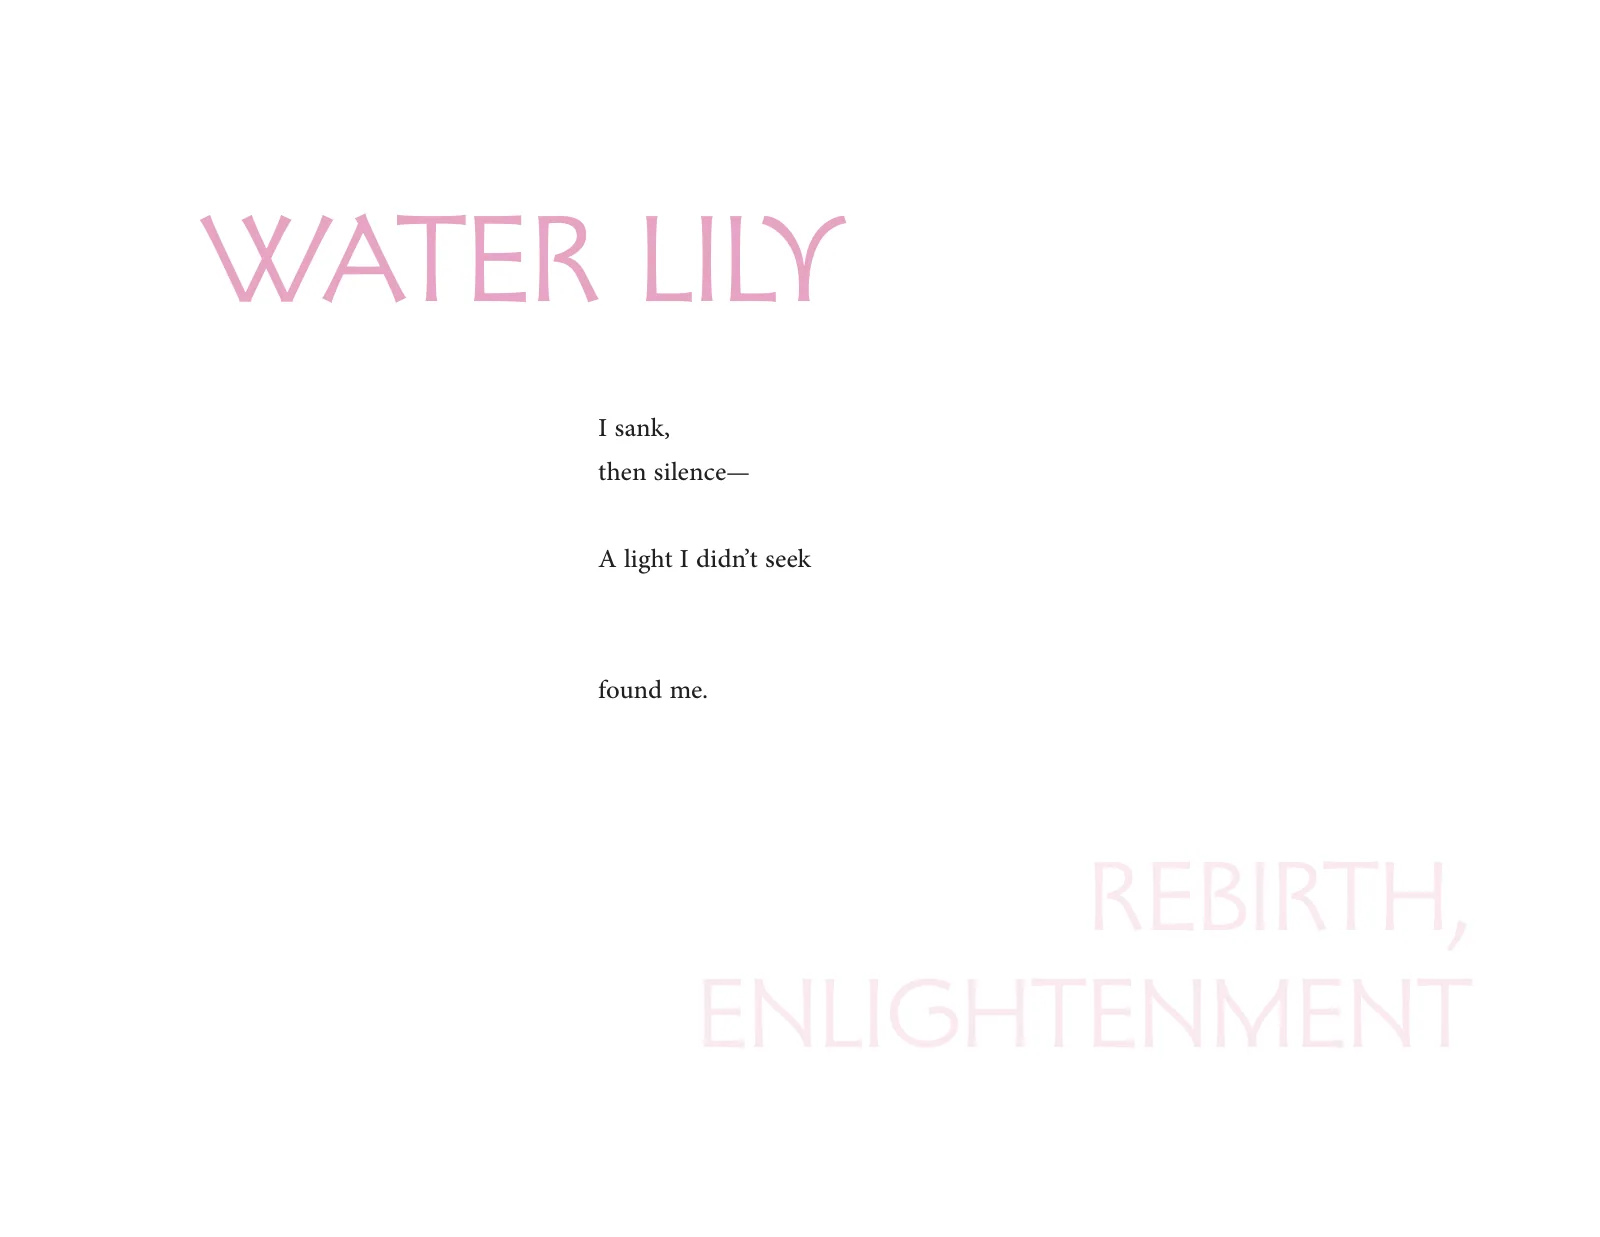 WATER LILY
I sank,
then silence—
A light I didn’t seek
found me.
REBIRTH,
ENLIGHTENMENT